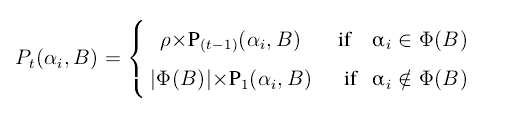 P_t(α_i, B) = { ρ×P_{(t−1)}(α_i, B) if α_i ∈ Φ(B)
|Φ(B)|×P_1(α_i, B) if α_i ∉ Φ(B)